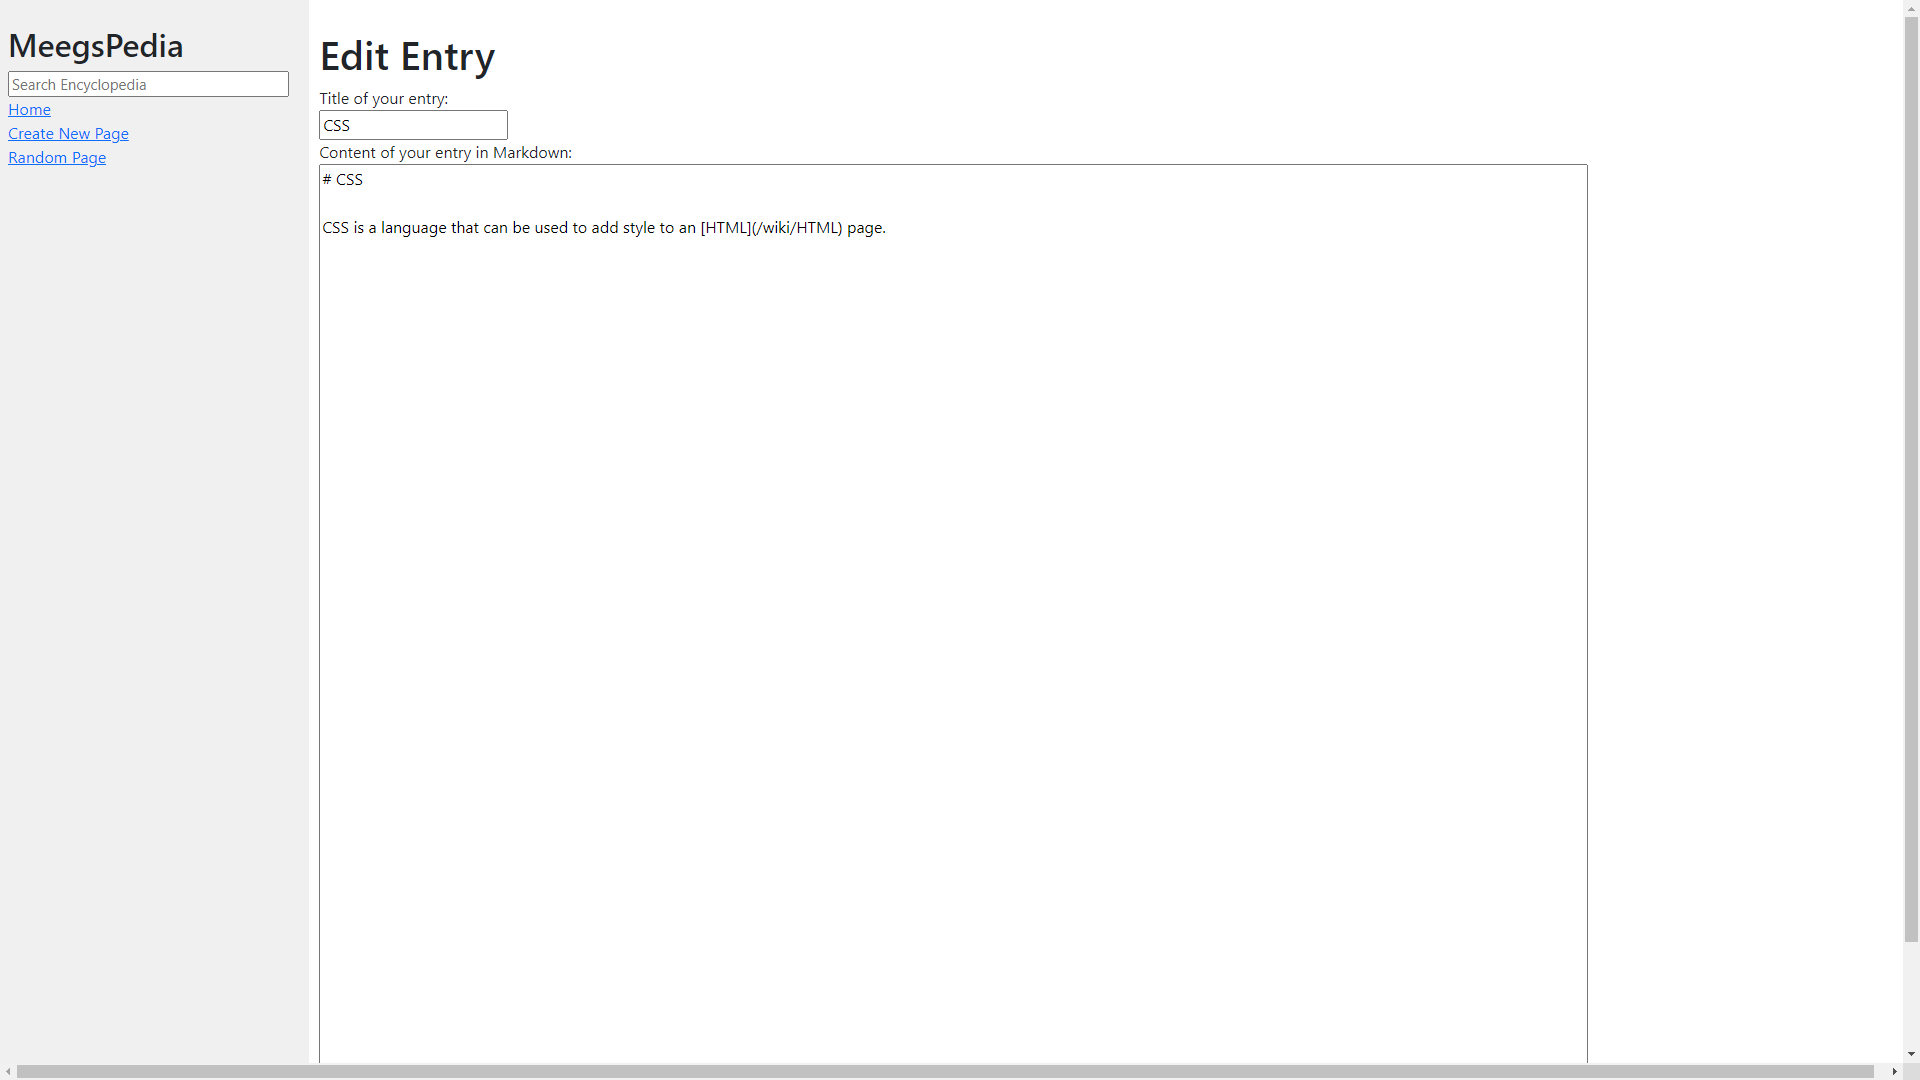 MeegsPedia
Search Encyclopedia
Home
Create New Page
Random Page
Edit Entry
Title of your entry:
CSS
Content of your entry in Markdown:
# CSS
CSS is a language that can be used to add style to an [HTML](/wiki/HTML) page.